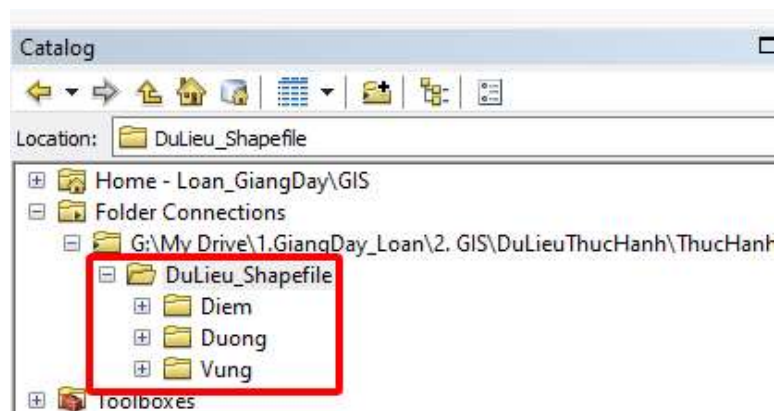 Catalog
Location: DuLieu_Shapefile
Home - Loan_GiangDay\GIS
Folder Connections
G:\My Drive\1.GiangDay_Loan\2. GIS\DuLieuThucHanh\ThucHanh
DuLieu_Shapefile
Diem
Duong
Vung
Toolboxes